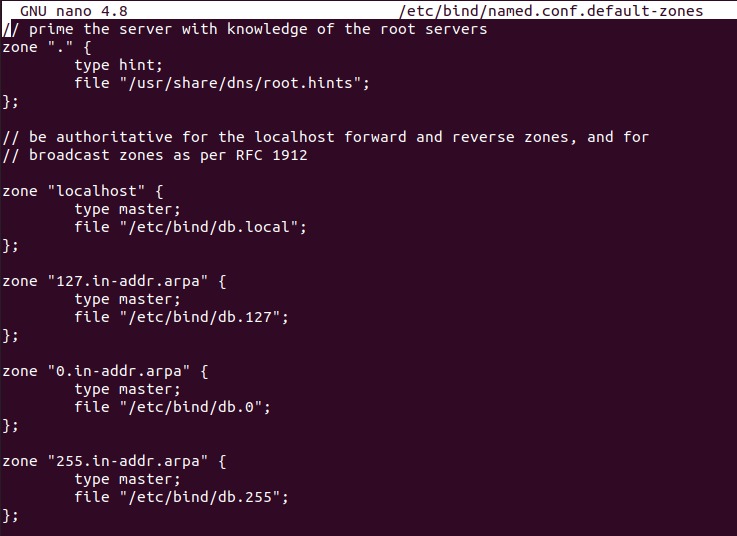 GNU nano 4.8 /etc/bind/named.conf.default-zones
// prime the server with knowledge of the root servers
zone "." {
        type hint;
        file "/usr/share/dns/root.hints";
};

// be authoritative for the localhost forward and reverse zones, and for
// broadcast zones as per RFC 1912

zone "localhost" {
        type master;
        file "/etc/bind/db.local";
};

zone "127.in-addr.arpa" {
        type master;
        file "/etc/bind/db.127";
};

zone "0.in-addr.arpa" {
        type master;
        file "/etc/bind/db.0";
};

zone "255.in-addr.arpa" {
        type master;
        file "/etc/bind/db.255";
};